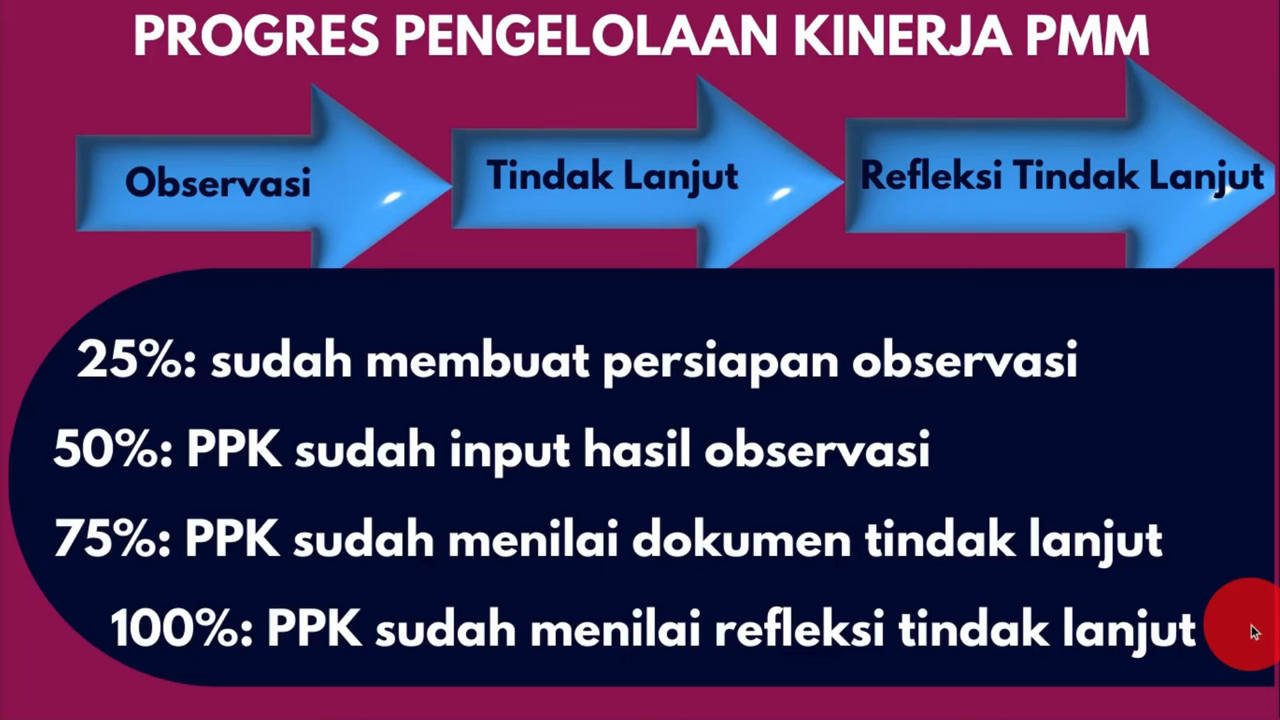 PROGRES PENGELOLAAN KINERJA PMM
Observasi
Tindak Lanjut
Refleksi Tindak Lanjut
25%: sudah membuat persiapan observasi
50%: PPK sudah input hasil observasi
75%: PPK sudah menilai dokumen tindak lanjut
100%: PPK sudah menilai refleksi tindak lanjut